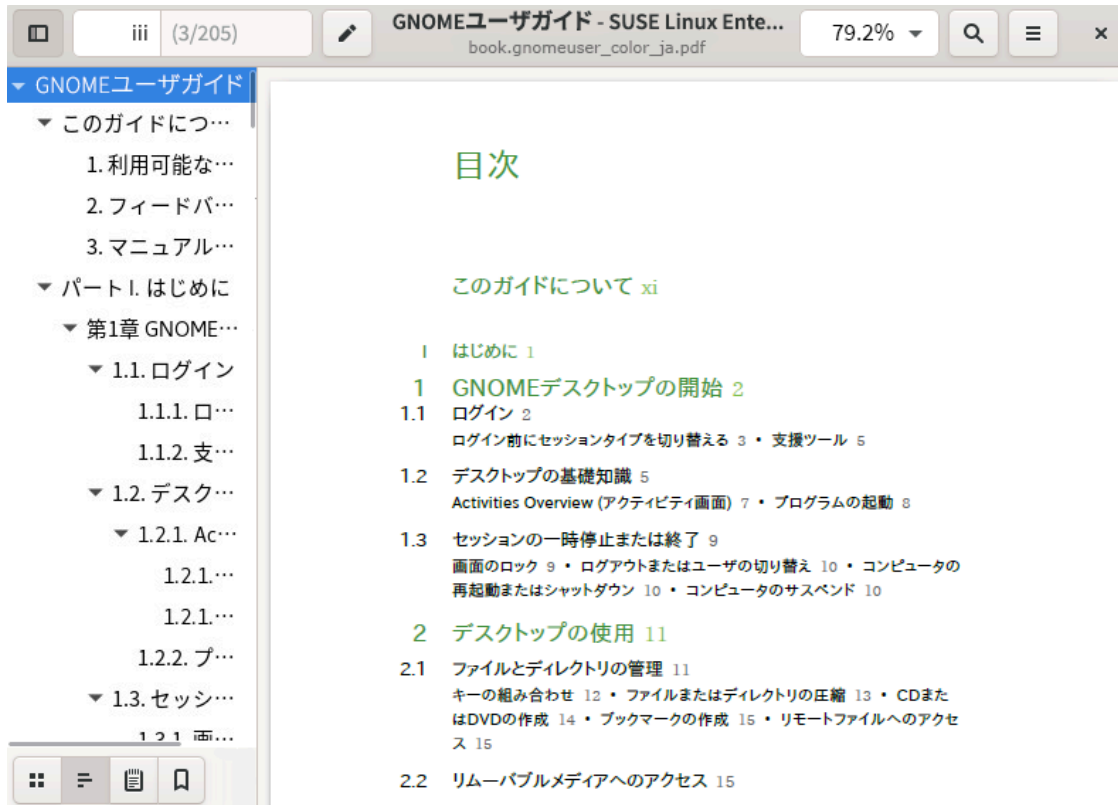 iii (3/205)
GNOMEユーザガイド - SUSE Linux Ente...
book.gnomeuser_color_ja.pdf
79.2%
GNOMEユーザガイド
このガイドにつ…
1. 利用可能な…
2. フィードバ…
3. マニュアル…
パート I. はじめに
第1章 GNOME…
1.1. ログイン
1.1.1. ロ…
1.1.2. 支…
1.2. デスク…
1.2.1. Ac…
1.2.1.…
1.2.1.…
1.2.2. プ…
1.3. セッシ…
1.3.1. 画…
目次
このガイドについて xi
I はじめに 1
1 GNOMEデスクトップの開始 2
1.1 ログイン 2
ログイン前にセッションタイプを切り替える 3 • 支援ツール 5
1.2 デスクトップの基礎知識 5
Activities Overview (アクティビティ画面) 7 • プログラムの起動 8
1.3 セッションの一時停止または終了 9
画面のロック 9 • ログアウトまたはユーザの切り替え 10 • コンピュータの
再起動またはシャットダウン 10 • コンピュータのサスペンド 10
2 デスクトップの使用 11
2.1 ファイルとディレクトリの管理 11
キーの組み合わせ 12 • ファイルまたはディレクトリの圧縮 13 • CDまた
はDVDの作成 14 • ブックマークの作成 15 • リモートファイルへのアクセ
ス 15
2.2 リムーバブルメディアへのアクセス 15